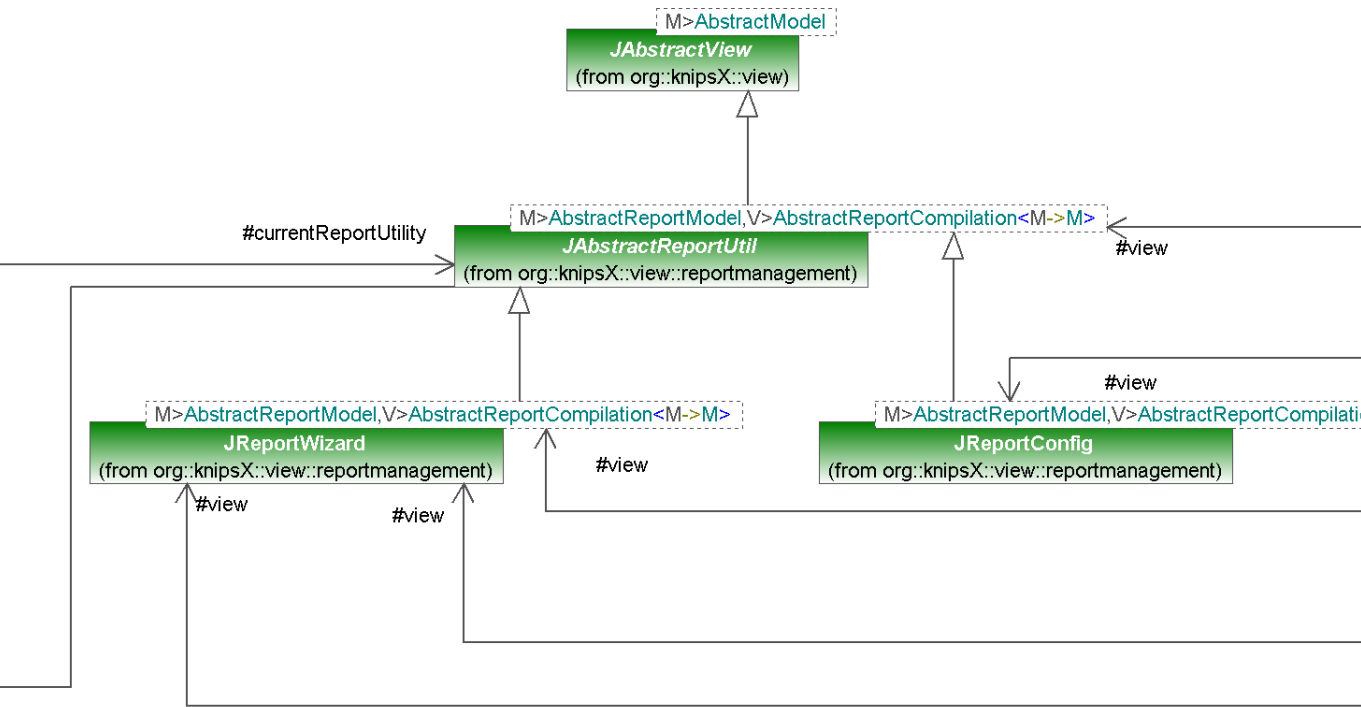 M>AbstractModel
JAbstractView
(from org::knipsX::view)
M>AbstractReportModel,V>AbstractReportCompilation<M->M>
#currentReportUtility
#view
JAbstractReportUtil
(from org::knipsX::view::reportmanagement)
#view
M>AbstractReportModel,V>AbstractReportCompilation<M->M>
M>AbstractReportModel,V>AbstractReportCompilati
JReportWizard
JReportConfig
#view
(from org::knipsX::view::reportmanagement)
(from org::knipsX::view::reportmanagement)
#view
#view